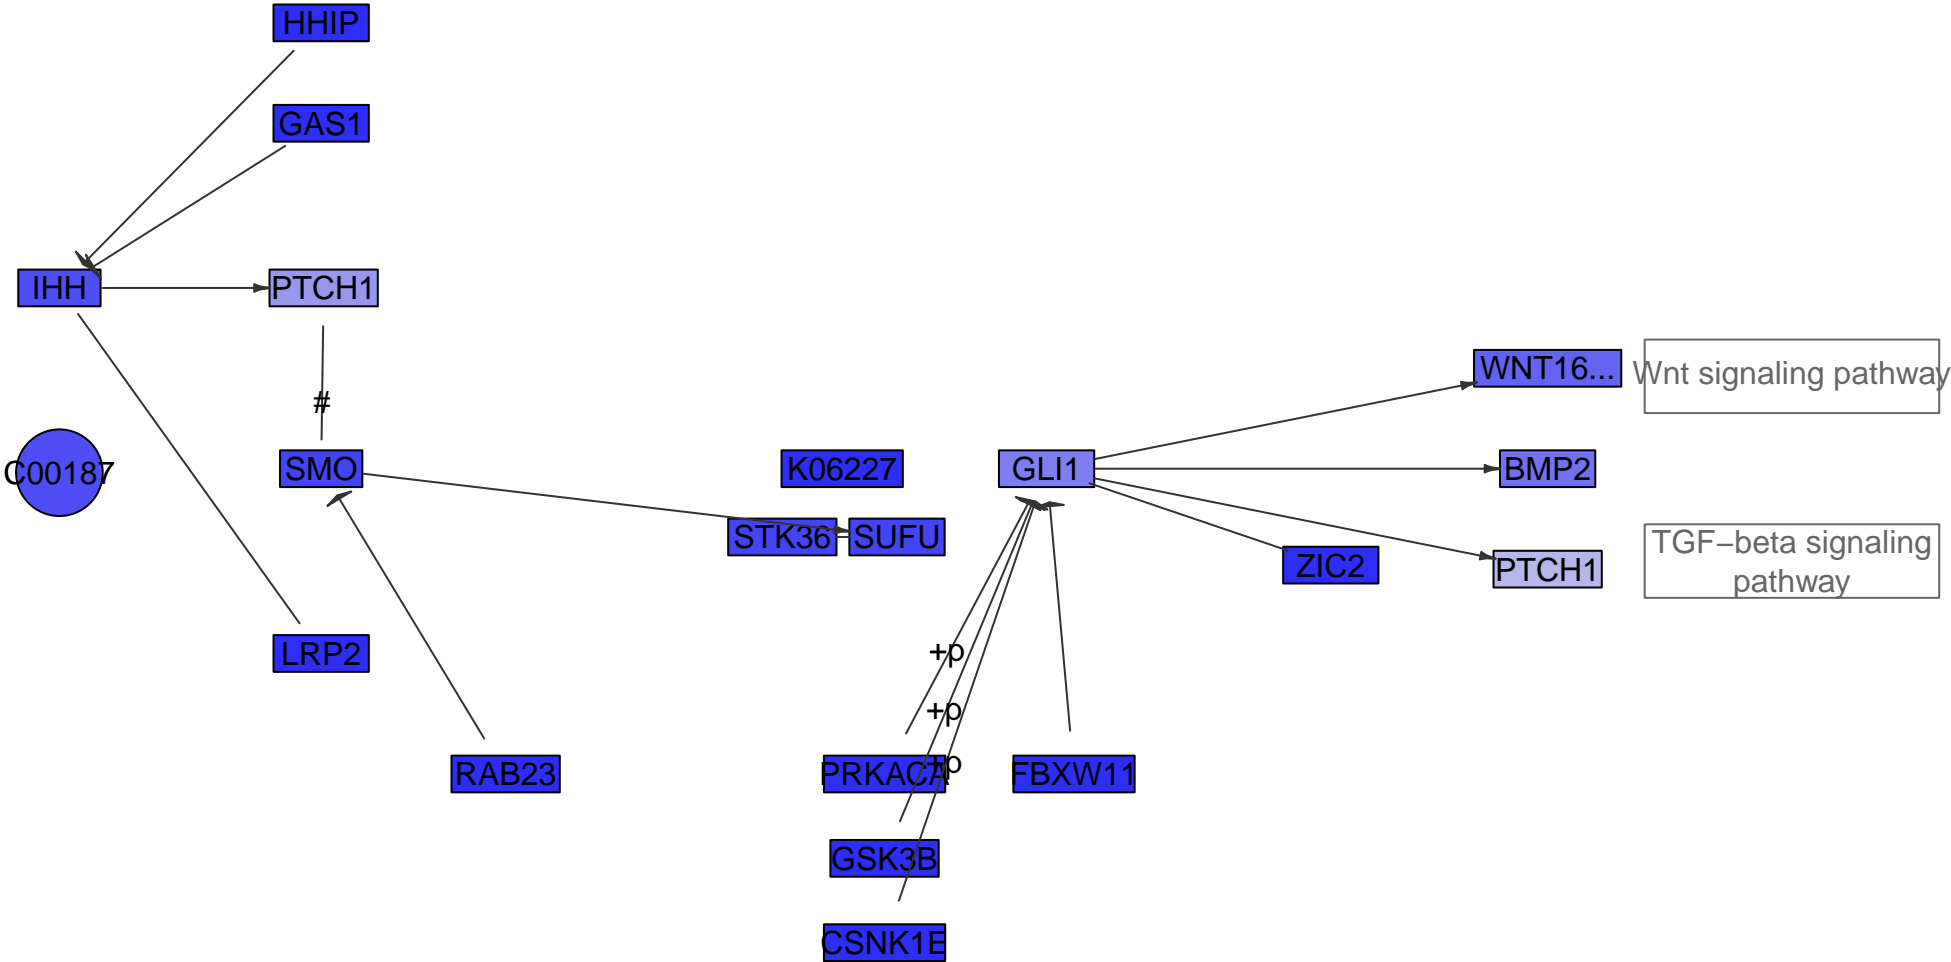 HHIP
GAS1
IHH
PTCH1
WNT16...
Wnt signaling pathway
#
C00187
SMO
K06227
GLI1
BMP2
STK36
SUFU
ZIC2
PTCH1
TGF−beta signaling
pathway
LRP2
+p
+p
+p
RAB23
PRKACA
FBXW11
GSK3B
CSNK1E